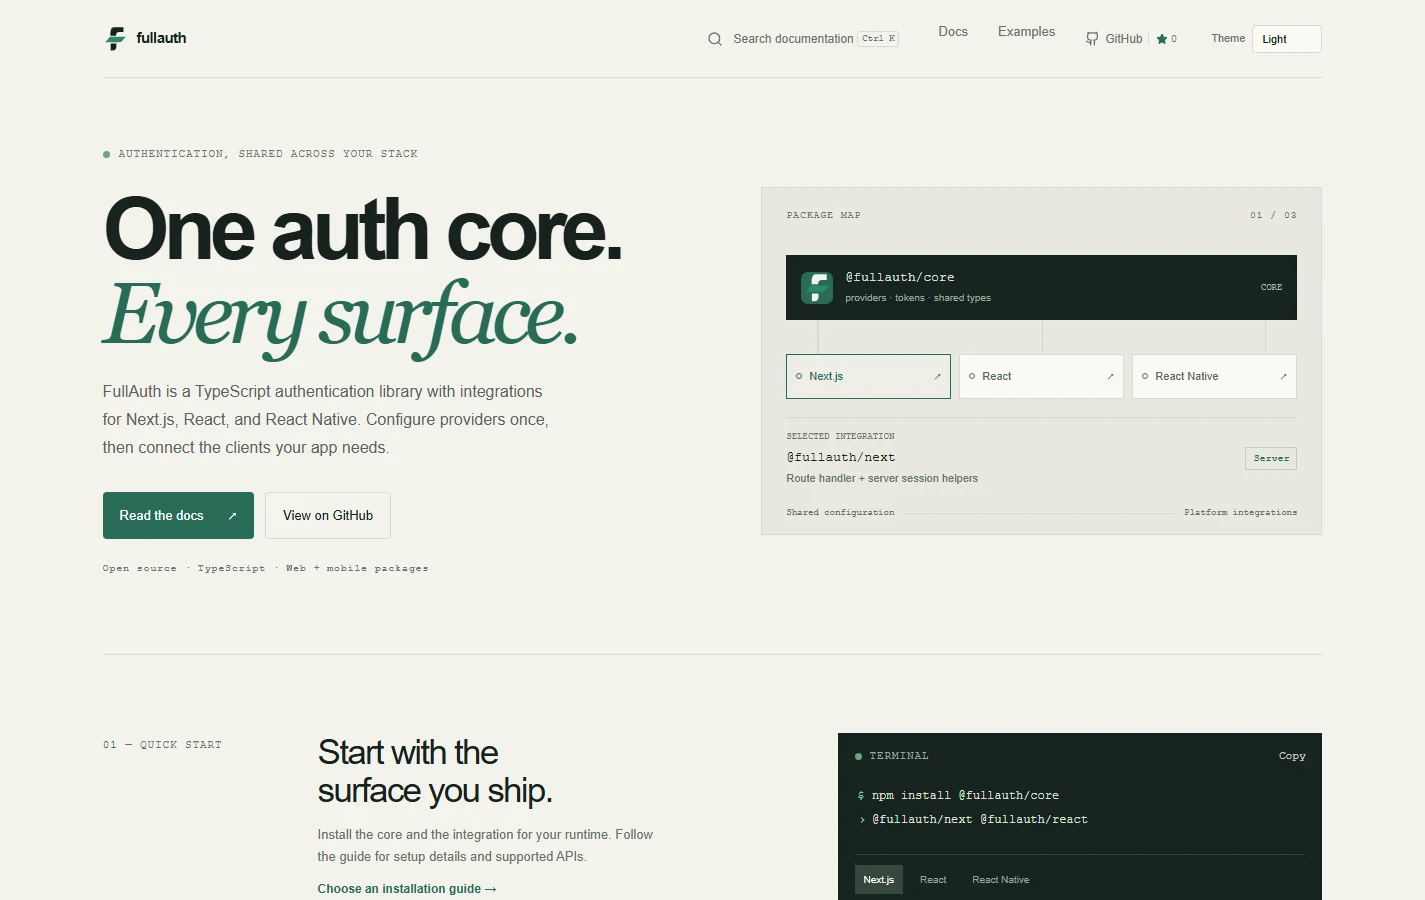 fullauth
Search documentation Ctrl K
Docs
Examples
GitHub
0
Theme
Light
AUTHENTICATION, SHARED ACROSS YOUR STACK
One auth core.
Every surface.
FullAuth is a TypeScript authentication library with integrations
for Next.js, React, and React Native. Configure providers once,
then connect the clients your app needs.
Read the docs ↗
View on GitHub
Open source · TypeScript · Web + mobile packages
PACKAGE MAP
01 / 03
@fullauth/core
providers · tokens · shared types
CORE
Next.js ↗
React ↗
React Native ↗
SELECTED INTEGRATION
@fullauth/next
Route handler + server session helpers
Server
Shared configuration
Platform integrations
01 — QUICK START
Start with the
surface you ship.
Install the core and the integration for your runtime. Follow
the guide for setup details and supported APIs.
Choose an installation guide →
TERMINAL
Copy
$ npm install @fullauth/core
› @fullauth/next @fullauth/react
Next.js
React
React Native